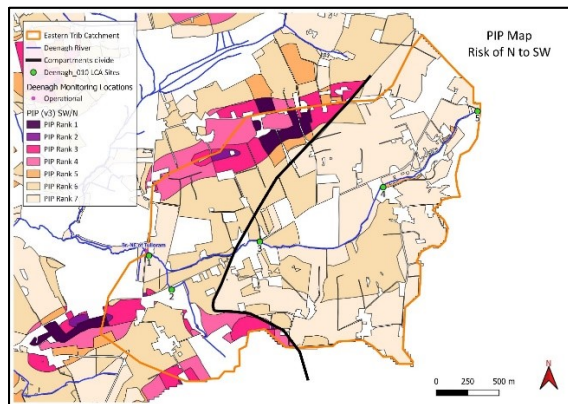 PIP Map
Risk of N to SW
Eastern Trib Catchment
Deenagh River
Compartments divide
Deenagh_010 LCA Sites
Deenagh Monitoring Locations
Operational
PIP (v3) SW/N
PIP Rank 1
PIP Rank 2
PIP Rank 3
PIP Rank 4
PIP Rank 5
PIP Rank 6
PIP Rank 7
5
4
1
2
N
0 250 500 m